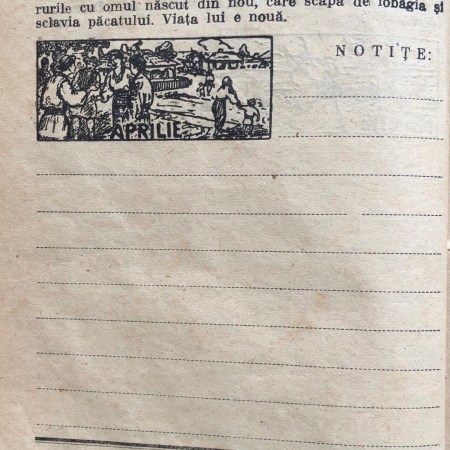 rurile cu omul născut din nou, care scapă de iobăgia și
sclavia păcatului. Viața lui e nouă.
NOTIȚE:
APRILIE